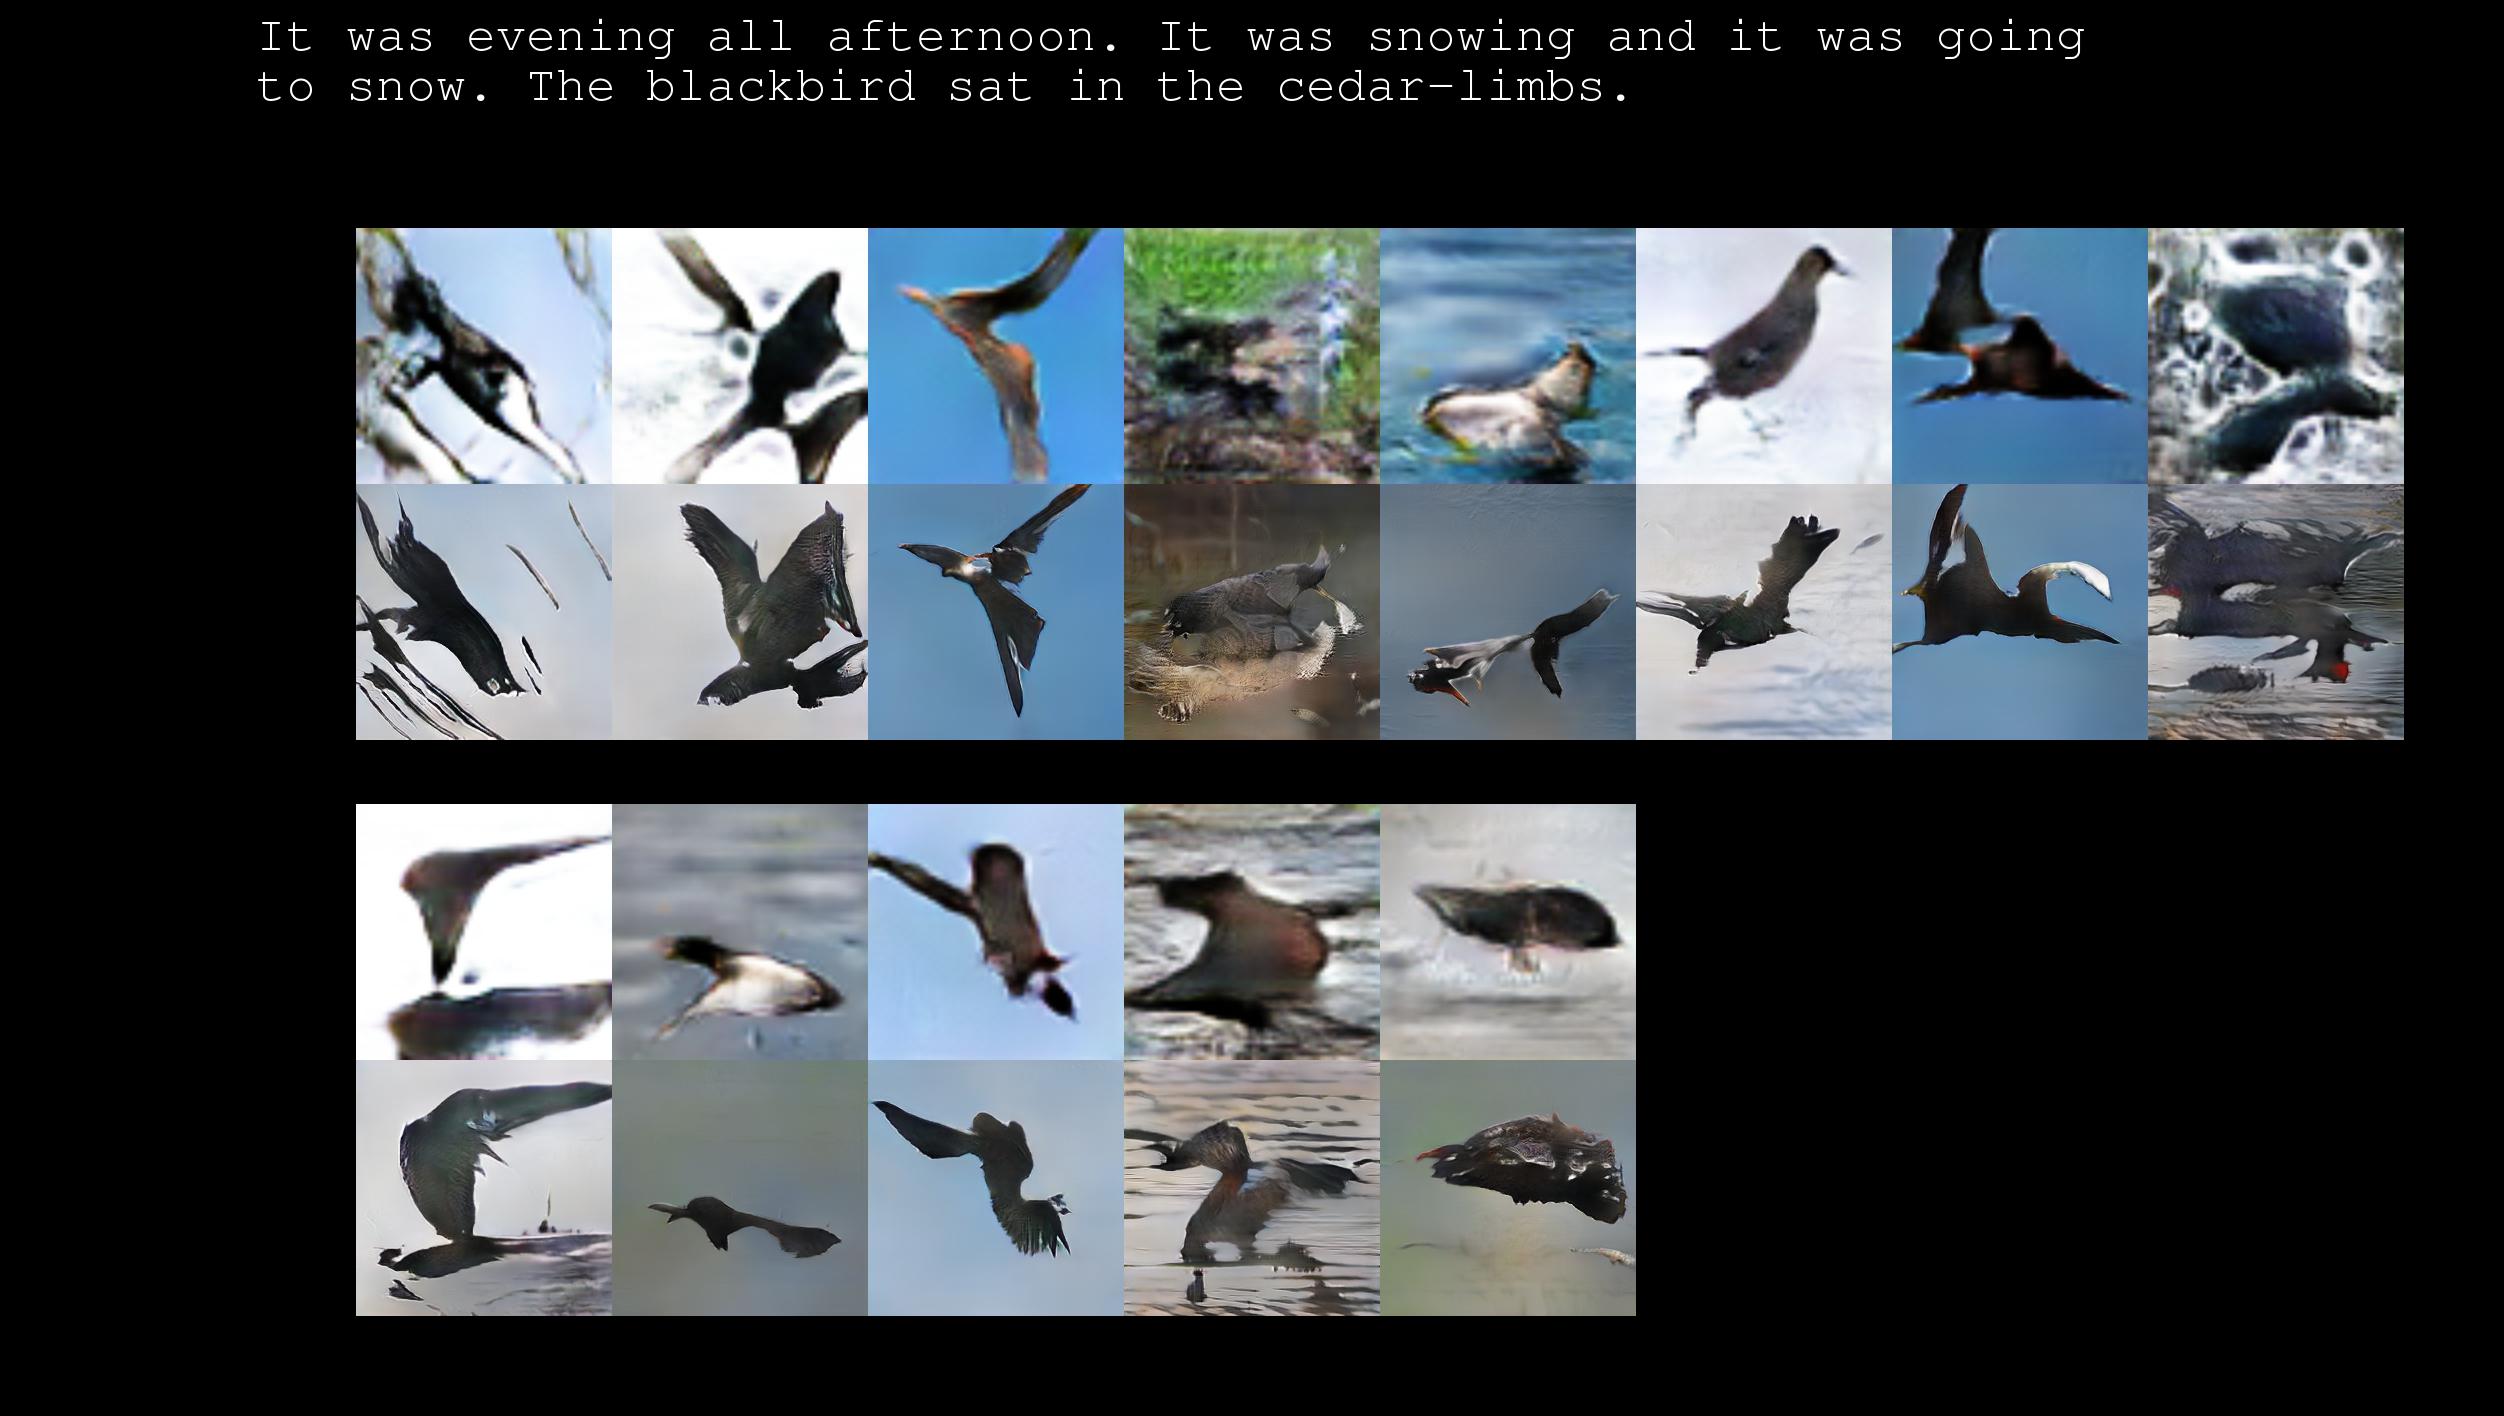 It was evening all afternoon. It was snowing and it was going
to snow. The blackbird sat in the cedar-limbs.